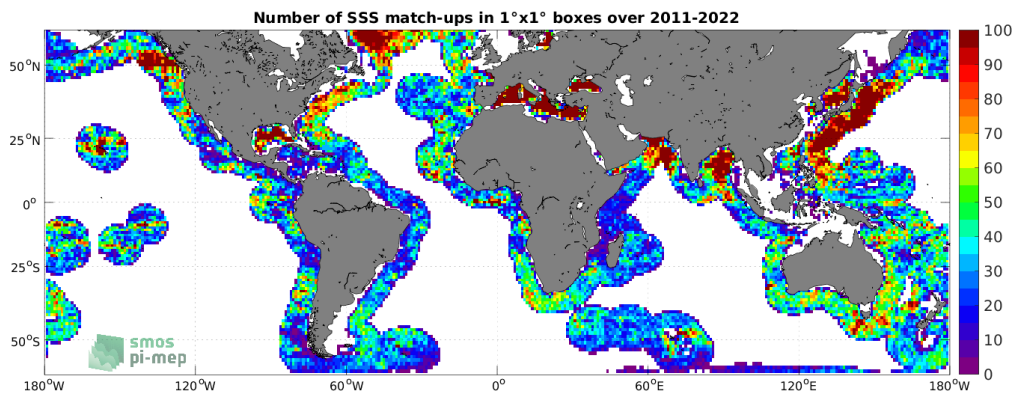 Number of SSS match-ups in 1°x1° boxes over 2011-2022
50°N
25°N
0°
25°S
50°S
180°W
120°W
60°W
0°
60°E
120°E
180°W
100
90
80
70
60
50
40
30
20
10
0
smos
pi-mep